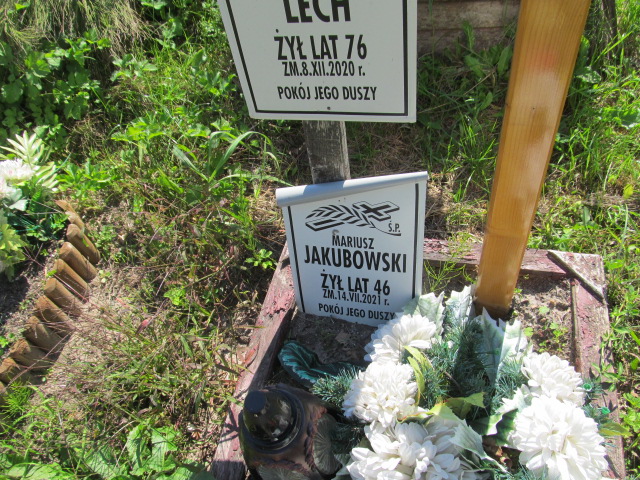 LECH
ŻYŁ LAT 76
ZM.8.XII.2020 r.
POKÓJ JEGO DUSZY
Ś.P.
MARIUSZ
JAKUBOWSKI
ŻYŁ LAT 46
ZM.14.VII.2021 r.
POKÓJ JEGO DUSZY